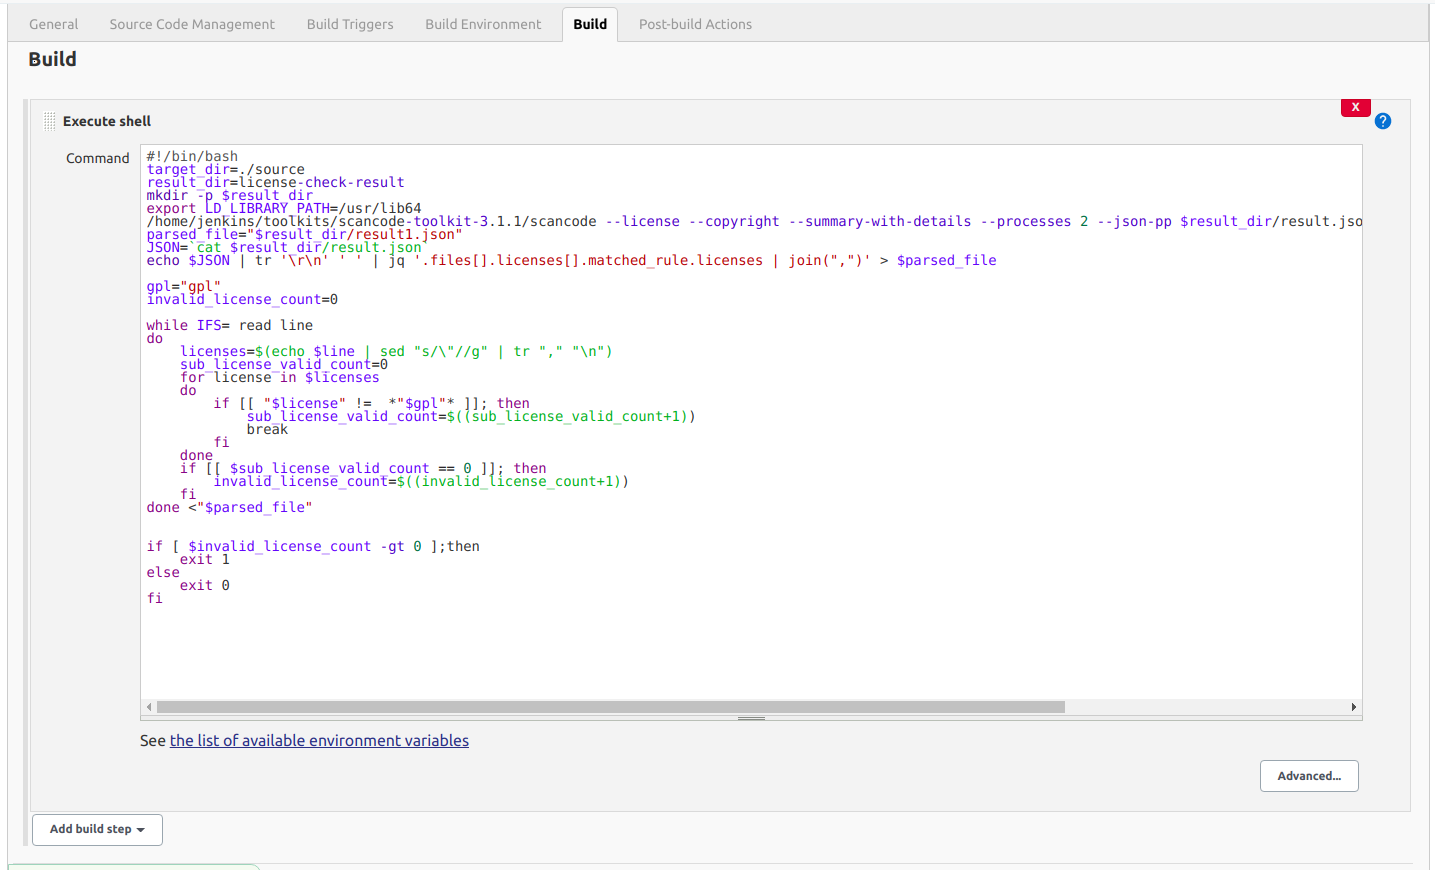 General Source Code Management Build Triggers Build Environment Build Post-build Actions
Build
X
Execute shell
?
Command
#!/bin/bash
target_dir=./source
result_dir=license-check-result
mkdir -p $result_dir
export LD_LIBRARY_PATH=/usr/lib64
/home/jenkins/toolkits/scancode-toolkit-3.1.1/scancode --license --copyright --summary-with-details --processes 2 --json-pp $result_dir/result.jso
parsed_file="$result_dir/result1.json"
JSON=`cat $result_dir/result.json`
echo $JSON | tr '\r\n' ' ' | jq '.files[].licenses[].matched_rule.licenses | join(",")' > $parsed_file
gpl="gpl"
invalid_license_count=0
while IFS= read line
do
    licenses=$(echo $line | sed "s/\"//g" | tr "," "\n")
    sub_license_valid_count=0
    for license in $licenses
    do
        if [[ "$license" !=  *"$gpl"* ]]; then
            sub_license_valid_count=$((sub_license_valid_count+1))
            break
        fi
    done
    if [[ $sub_license_valid_count == 0 ]]; then
        invalid_license_count=$((invalid_license_count+1))
    fi
done <"$parsed_file"
if [ $invalid_license_count -gt 0 ];then
    exit 1
else
    exit 0
fi
See the list of available environment variables
Advanced...
Add build step